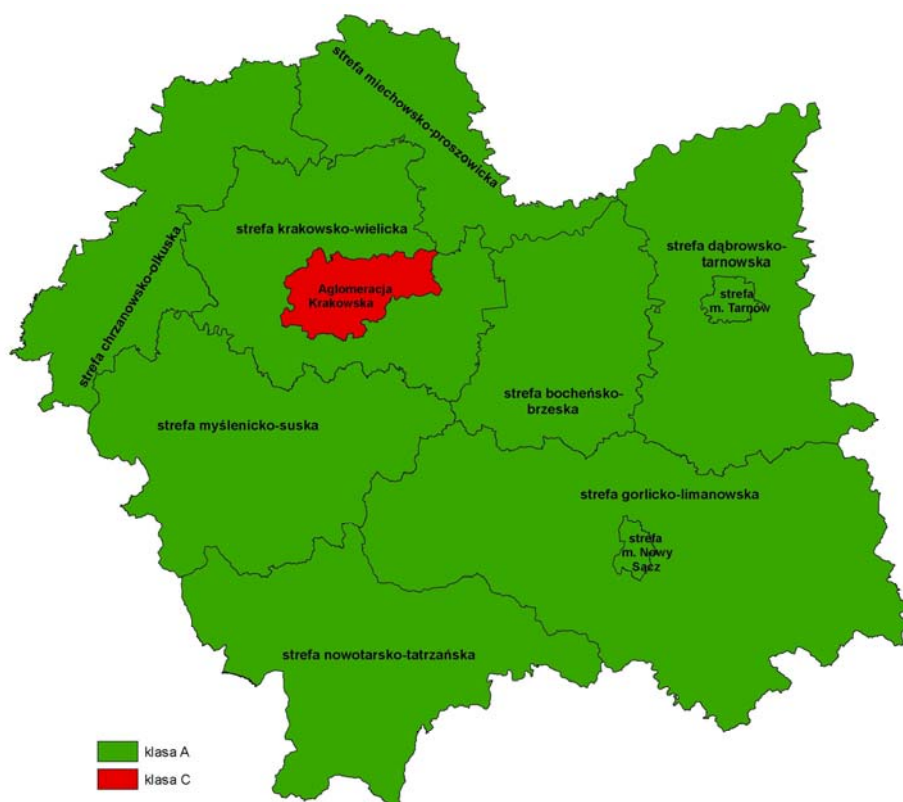 strefa miechowsko-proszowicka
strefa krakowsko-wielicka
strefa dąbrowsko-
tarnowska
strefa chrzanowsko-olkuska
Aglomeracja
Krakowska
strefa
m. Tarnów
strefa bocheńsko-
brzeska
strefa myślenicko-suska
strefa gorlicko-limanowska
strefa
m. Nowy
Sącz
strefa nowotarsko-tatrzańska
klasa A
klasa C